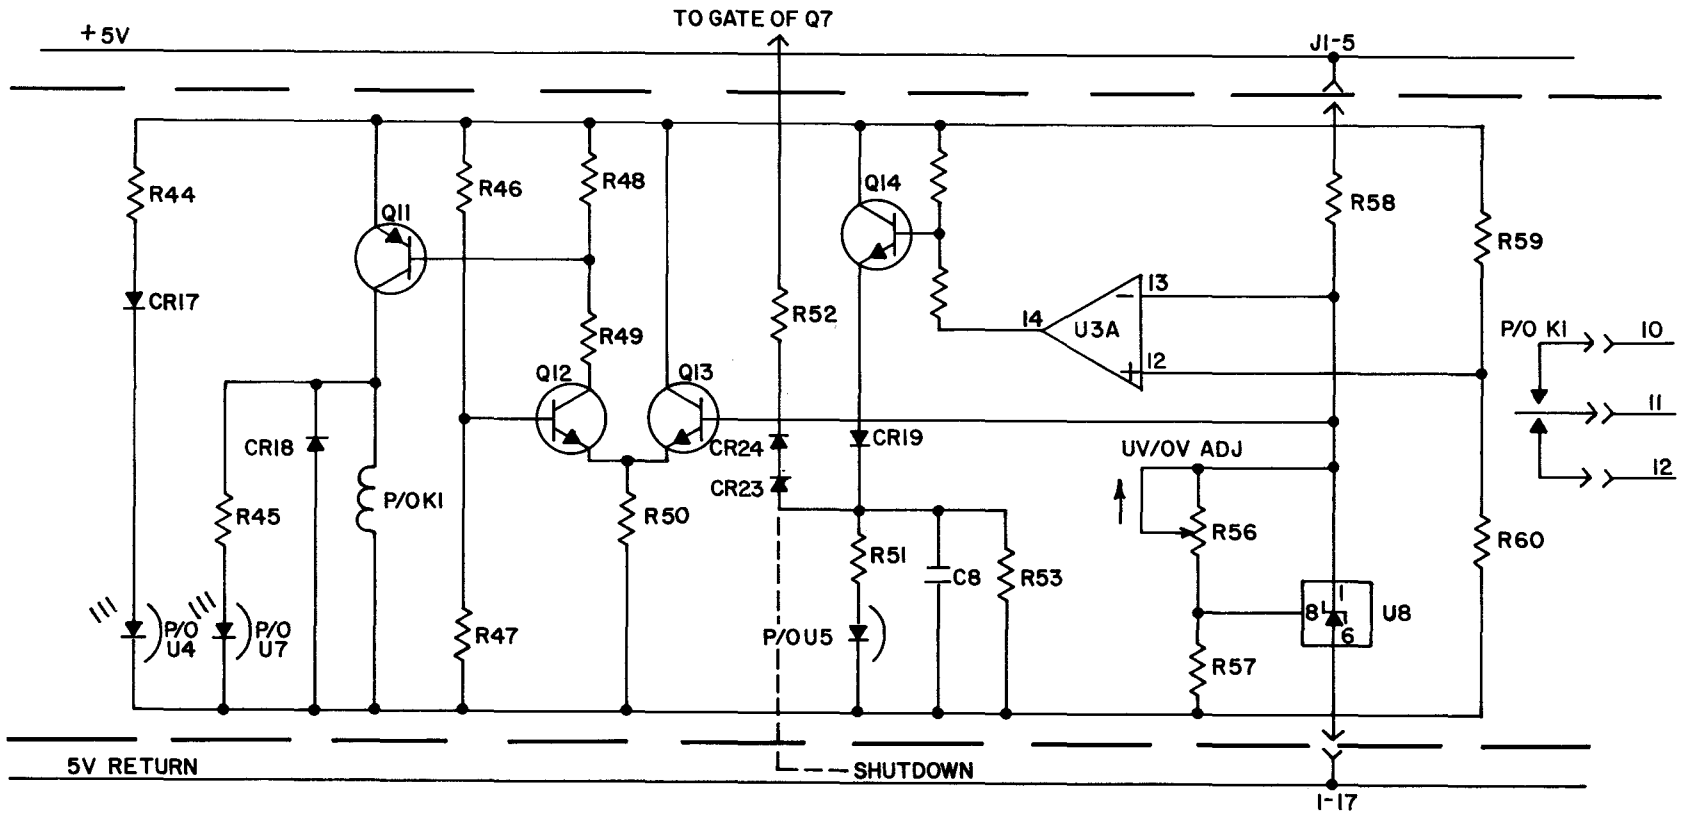 TO GATE OF Q7
+5V
J1-5
R44
Q11
R46
R48
Q14
R58
R59
CR17
R49
R52
13
14
U3A
12
P/O K1
10
Q12
Q13
11
CR18
CR24
CR19
UV/OV ADJ
12
CR23
P/O K1
R45
R50
R51
C8
R53
R56
R60
P/O
U4
P/O
U7
R47
P/O U5
R57
8
1
6
U8
5V RETURN
SHUTDOWN
1-17